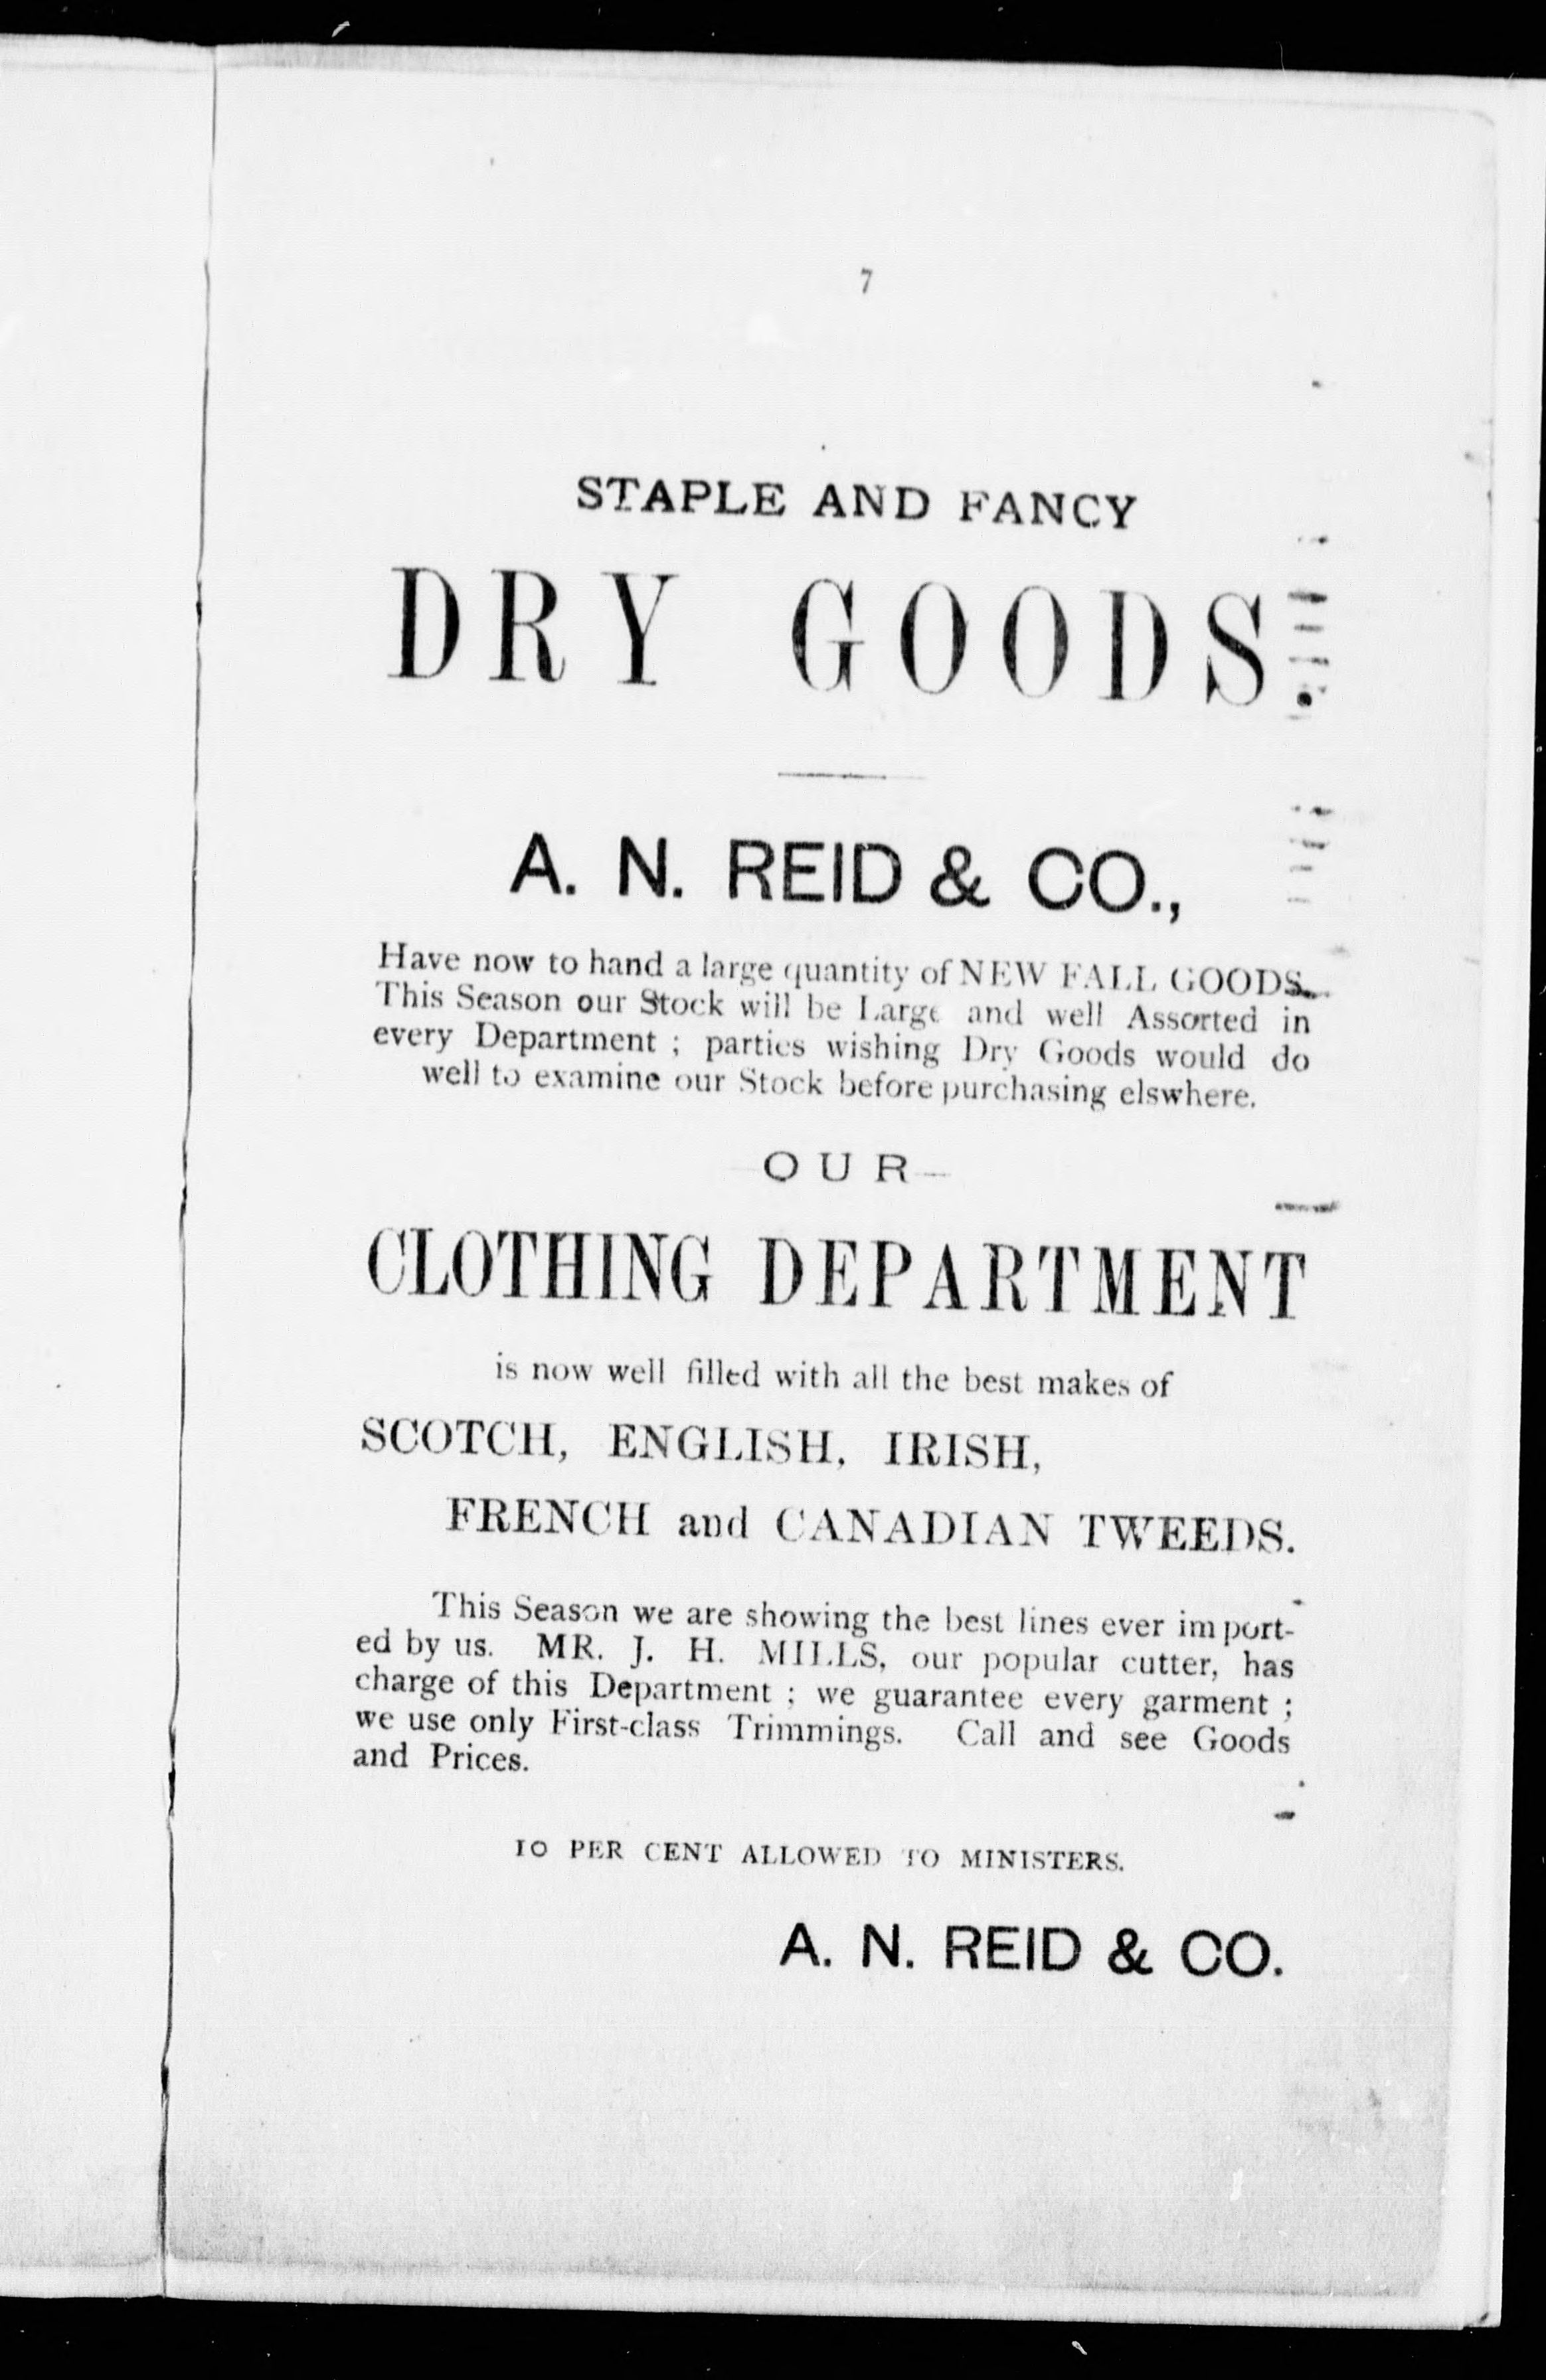 7
STAPLE AND FANCY
DRY GOODS.
A. N. REID & CO.,
Have now to hand a large quantity of NEW FALL GOODS.
This Season our Stock will be Large and well Assorted in
every Department ; parties wishing Dry Goods would do
well to examine our Stock before purchasing elswhere.
—OUR—
CLOTHING DEPARTMENT
is now well filled with all the best makes of
SCOTCH, ENGLISH, IRISH,
FRENCH and CANADIAN TWEEDS.
This Season we are showing the best lines ever import-
ed by us. MR. J. H. MILLS, our popular cutter, has
charge of this Department ; we guarantee every garment ;
we use only First-class Trimmings. Call and see Goods
and Prices.
10 PER CENT ALLOWED TO MINISTERS.
A. N. REID & CO.